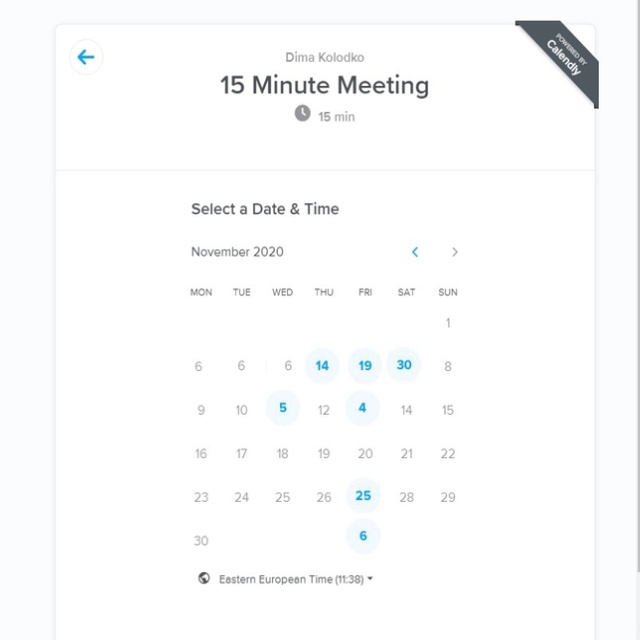 Dima Kolodko
POWERED BY
Calendly
15 Minute Meeting
15 min
Select a Date & Time
November 2020
MON TUE WED THU FRI SAT SUN
1
6 6 6 14 19 30 8
9 10 5 12 4 14 15
16 17 18 19 20 21 22
23 24 25 26 25 28 29
30 6
Eastern European Time (11:38)